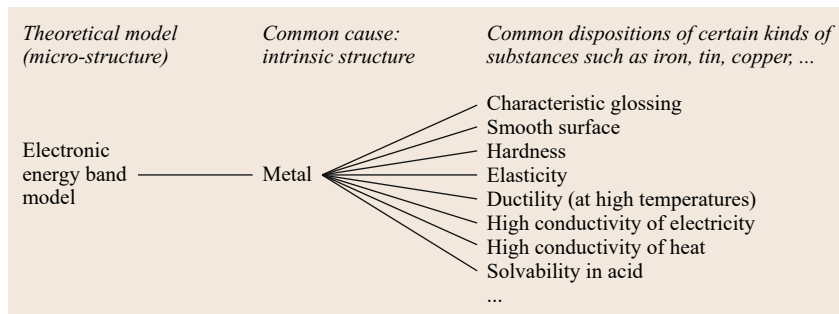 Theoretical model
(micro-structure)
Common cause:
intrinsic structure
Common dispositions of certain kinds of
substances such as iron, tin, copper, ...
Electronic
energy band
model
Metal
Characteristic glossing
Smooth surface
Hardness
Elasticity
Ductility (at high temperatures)
High conductivity of electricity
High conductivity of heat
Solvability in acid
...